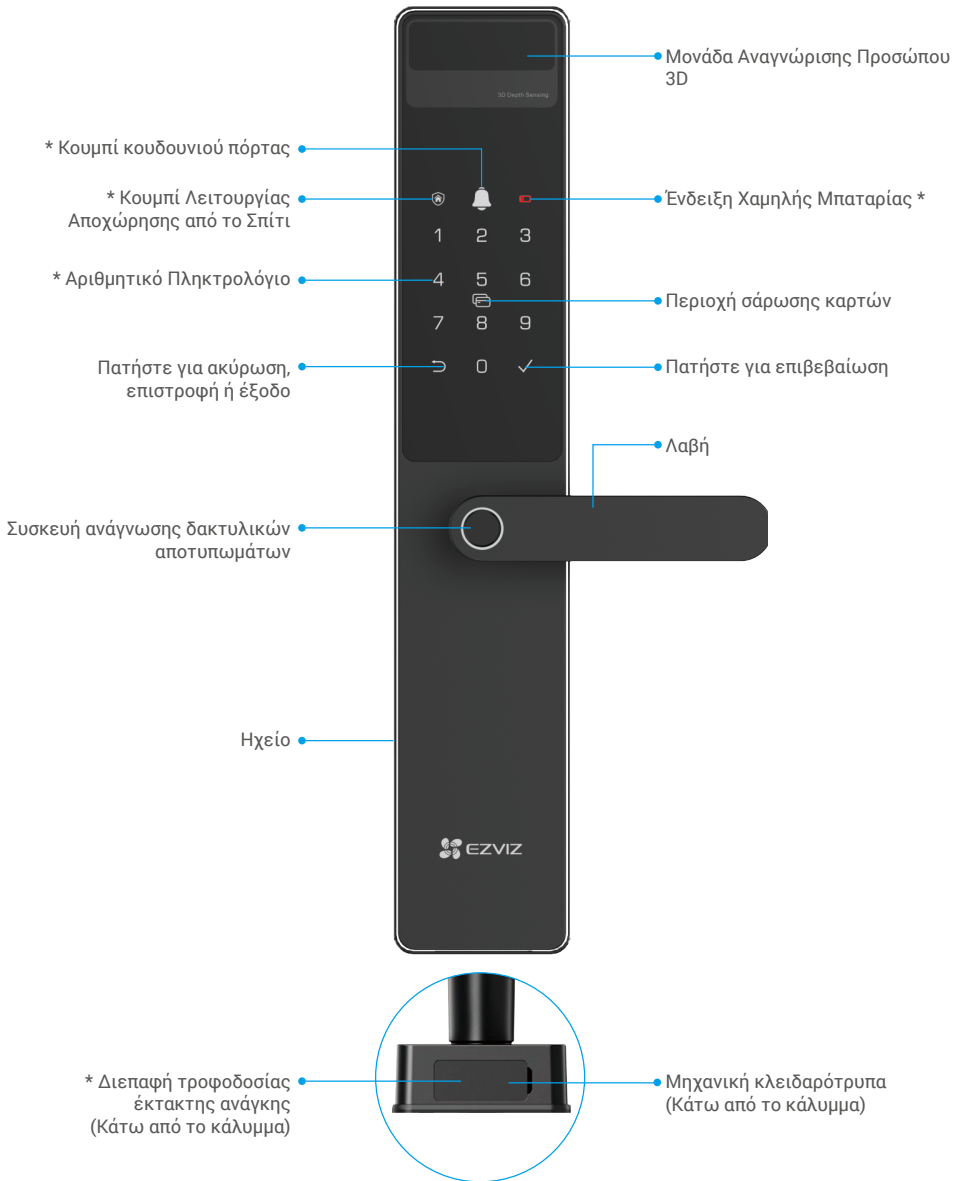 Μονάδα Αναγνώρισης Προσώπου
3D
3D Depth Sensing
* Κουμπί κουδουνιού πόρτας
* Κουμπί Λειτουργίας
Αποχώρησης από το Σπίτι
Ένδειξη Χαμηλής Μπαταρίας *
1 2 3
* Αριθμητικό Πληκτρολόγιο
4 5 6
Περιοχή σάρωσης καρτών
7 8 9
Πατήστε για ακύρωση,
επιστροφή ή έξοδο
0
Πατήστε για επιβεβαίωση
Λαβή
Συσκευή ανάγνωσης δακτυλικών
αποτυπωμάτων
Ηχείο
EZVIZ
* Διεπαφή τροφοδοσίας
έκτακτης ανάγκης
(Κάτω από το κάλυμμα)
Μηχανική κλειδαρότρυπα
(Κάτω από το κάλυμμα)